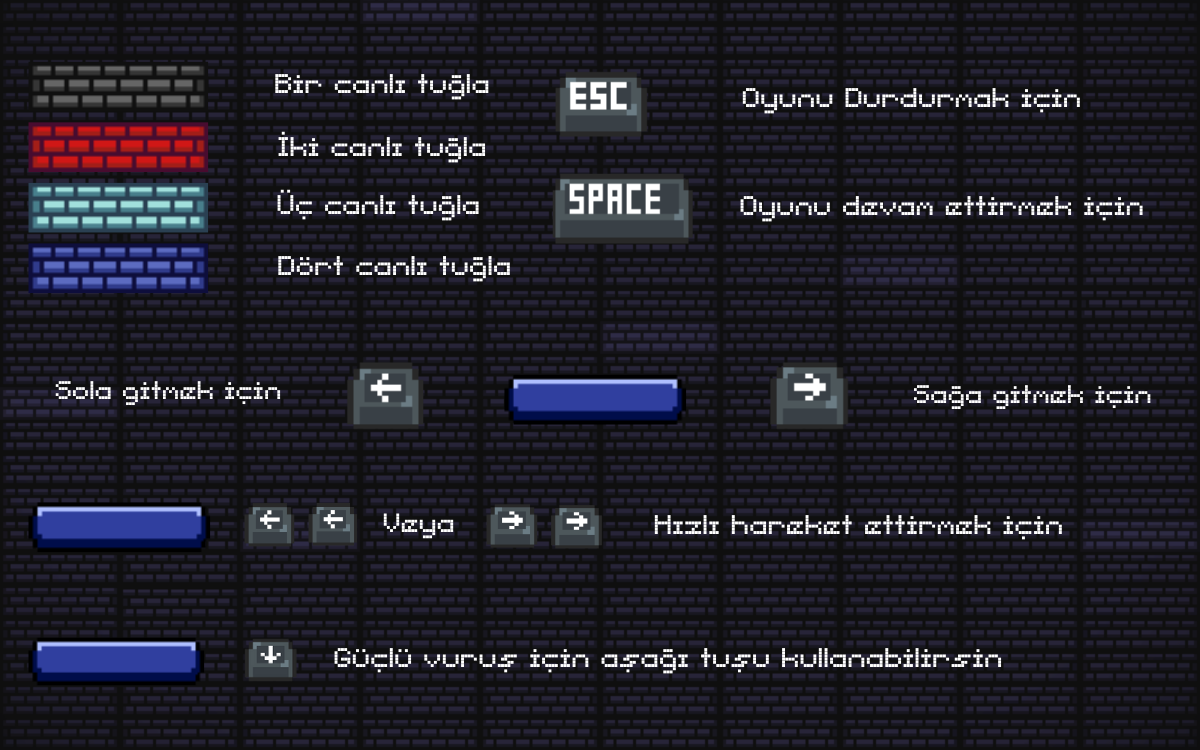 Bir canlı tuğla
ESC
Oyunu Durdurmak için
İki canlı tuğla
Üç canlı tuğla
SPACE
Oyunu devam ettirmek için
Dört canlı tuğla
Sola gitmek için
Sağa gitmek için
Veya
Hızlı hareket ettirmek için
Güçlü vuruş için aşağı tuşu kullanabilirsin